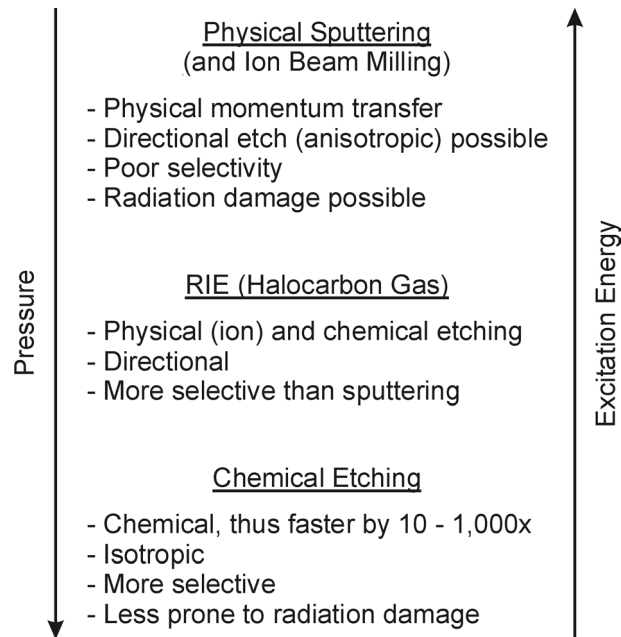 Physical Sputtering
(and Ion Beam Milling)
- Physical momentum transfer
- Directional etch (anisotropic) possible
- Poor selectivity
- Radiation damage possible
RIE (Halocarbon Gas)
- Physical (ion) and chemical etching
- Directional
- More selective than sputtering
Chemical Etching
- Chemical, thus faster by 10 - 1,000x
- Isotropic
- More selective
- Less prone to radiation damage
Pressure
Excitation Energy